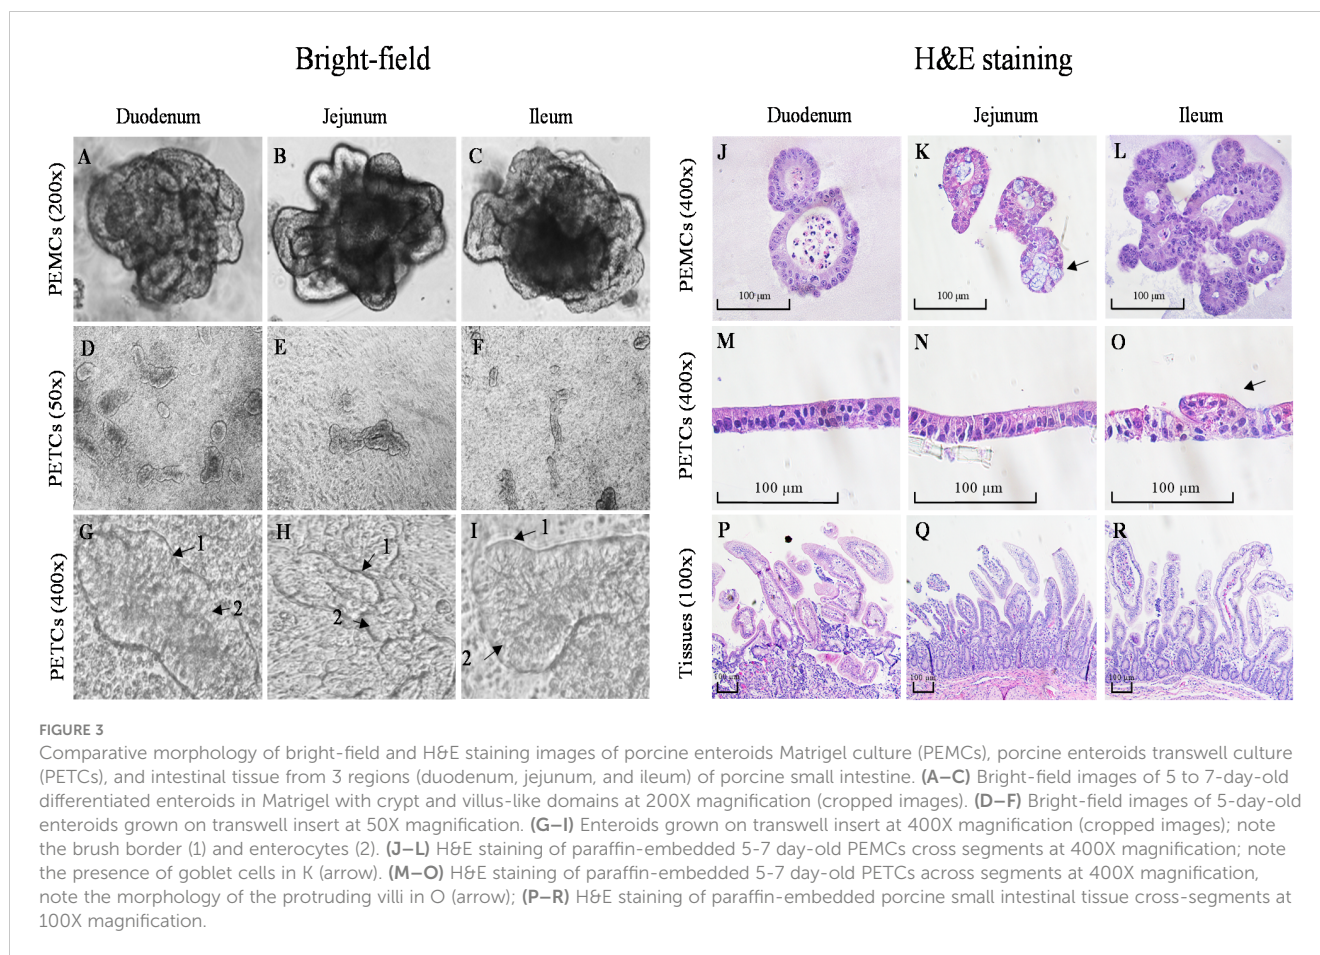 Bright-field
H&E staining
Duodenum
Jejunum
Ileum
Duodenum
Jejunum
Ileum
PEMCs (200x)
A
B
C
PEMCs (400x)
J
100 µm
K
100 µm
L
100 µm
PETCs (50x)
D
E
F
PETCs (400x)
M
100 µm
N
100 µm
O
100 µm
PETCs (400x)
G
1
2
H
1
2
I
1
2
Tissues (100x)
P
100 µm
Q
100 µm
R
100 µm
FIGURE 3
Comparative morphology of bright-field and H&E staining images of porcine enteroids Matrigel culture (PEMCs), porcine enteroids transwell culture
(PETCs), and intestinal tissue from 3 regions (duodenum, jejunum, and ileum) of porcine small intestine. (A–C) Bright-field images of 5 to 7-day-old
differentiated enteroids in Matrigel with crypt and villus-like domains at 200X magnification (cropped images). (D–F) Bright-field images of 5-day-old
enteroids grown on transwell insert at 50X magnification. (G–I) Enteroids grown on transwell insert at 400X magnification (cropped images); note
the brush border (1) and enterocytes (2). (J–L) H&E staining of paraffin-embedded 5-7 day-old PEMCs cross segments at 400X magnification; note
the presence of goblet cells in K (arrow). (M–O) H&E staining of paraffin-embedded 5-7 day-old PETCs across segments at 400X magnification,
note the morphology of the protruding villi in O (arrow); (P–R) H&E staining of paraffin-embedded porcine small intestinal tissue cross-segments at
100X magnification.